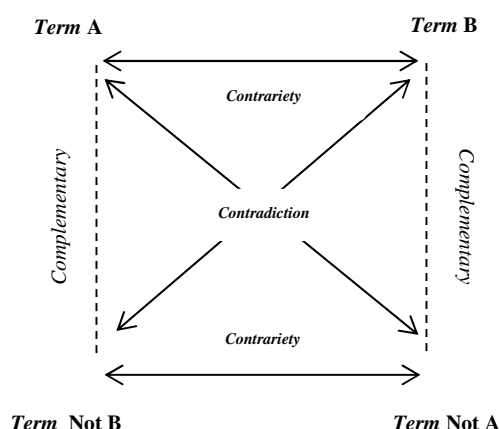 Term A
Term B
Contrariety
Complementary
Complementary
Contradiction
Contrariety
Term Not B
Term Not A